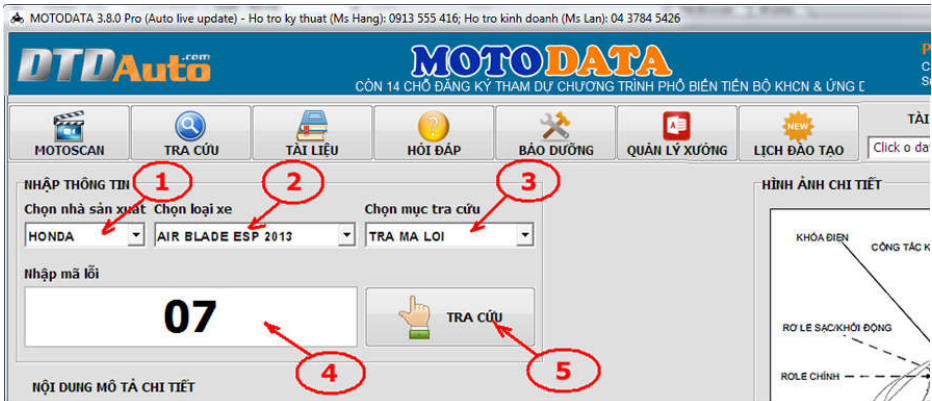 MOTODATA 3.8.0 Pro (Auto live update) - Ho tro ky thuat (Ms Hang): 0913 555 416; Ho tro kinh doanh (Ms Lan): 04 3784 5426
DTDAuto.com
MOTODATA
CÒN 14 CHỖ ĐĂNG KÝ THAM DỰ CHƯƠNG TRÌNH PHỔ BIẾN TIẾN BỘ KHCN & ỨNG
MOTOSCAN TRA CỨU TÀI LIỆU HỎI ĐÁP BẢO DƯỠNG QUẢN LÝ XƯỞNG NEW LỊCH ĐÀO TẠO
TÀI
Click o da
NHẬP THÔNG TIN
1 2 3
HÌNH ẢNH CHI TIẾT
Chọn nhà sản xuất Chọn loại xe Chọn mục tra cứu
HONDA AIR BLADE ESP 2013 TRA MA LOI
KHÓA ĐIỆN
CÔNG TẮC K
Nhập mã lỗi
07
TRA CỨU
RƠ LE SẠC/KHỞI ĐỘNG
4 5
ROLE CHÍNH
NỘI DUNG MÔ TẢ CHI TIẾT